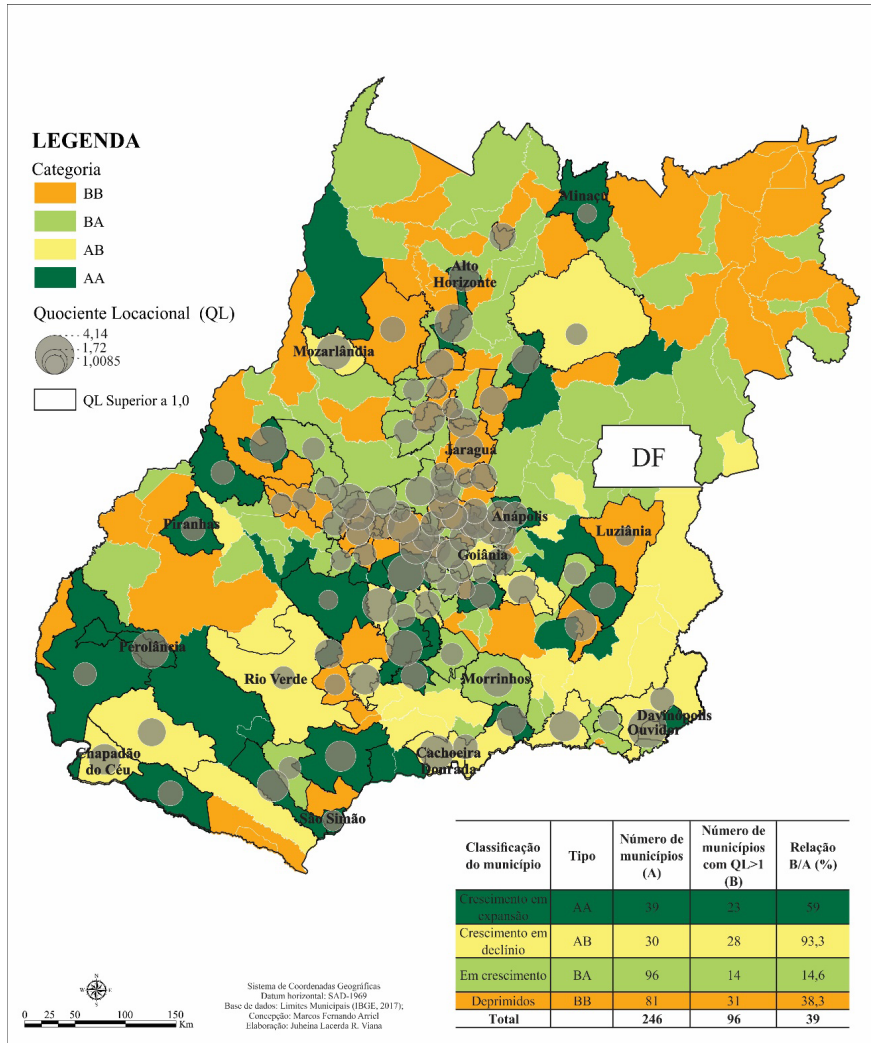 LEGENDA
Categoria
BB
BA
AB
AA
Quociente Locacional (QL)
4,14
1,72
1,0085
QL Superior a 1,0
Minaçu
Alto
Horizonte
Mozarlândia
Jaraguá
DF
Piranhas
Anápolis
Luziânia
Goiânia
Perolância
Rio Verde
Morrinhos
Davinópolis
Ouvidor
Chapadão
do Céu
Cachoeira
Dourada
São Simão
Classificação
do município
Tipo
Número de
municípios
(A)
Número de
municípios
com QL>1
(B)
Relação
B/A (%)
Crescimento em
expansão
AA
39
23
59
Crescimento em
declínio
AB
30
28
93,3
Em crescimento
BA
96
14
14,6
Deprimidos
BB
81
31
38,3
Total
246
96
39
N
W
E
S
0 25 50 100 150
Km
Sistema de Coordenadas Geográficas
Datum horizontal: SAD-1969
Base de dados: Limites Municipais (IBGE, 2017);
Concepção: Marcos Fernando Arriel
Elaboração: Juheina Lacerda R. Viana